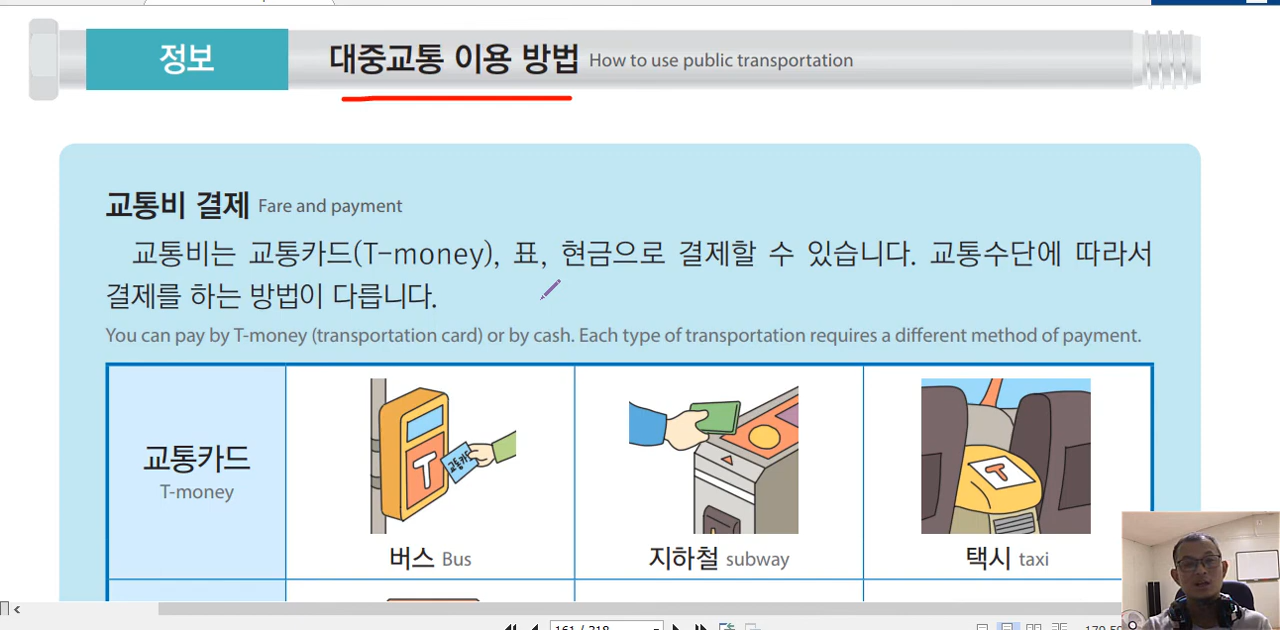 정보
대중교통 이용 방법 How to use public transportation
교통비 결제 Fare and payment
교통비는 교통카드(T-money), 표, 현금으로 결제할 수 있습니다. 교통수단에 따라서
결제를 하는 방법이 다릅니다.
You can pay by T-money (transportation card) or by cash. Each type of transportation requires a different method of payment.
교통카드
T-money
T
교통카드
T
버스 Bus
지하철 subway
택시 taxi
161 / 218